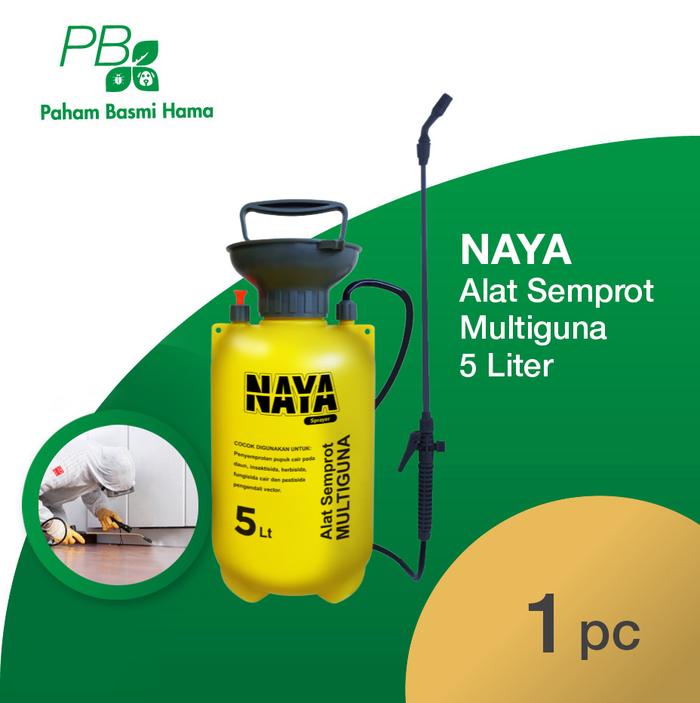 PB
Paham Basmi Hama
NAYA
Alat Semprot
Multiguna
5 Liter
NAYA
Sprayer
COCOK DIGUNAKAN UNTUK:
Penyemprotan pupuk cair pada
daun, insektisida, herbisida,
fungisida cair dan pestisida
pengendali vector.
5 Lt
Alat Semprot
MULTIGUNA
1 pc